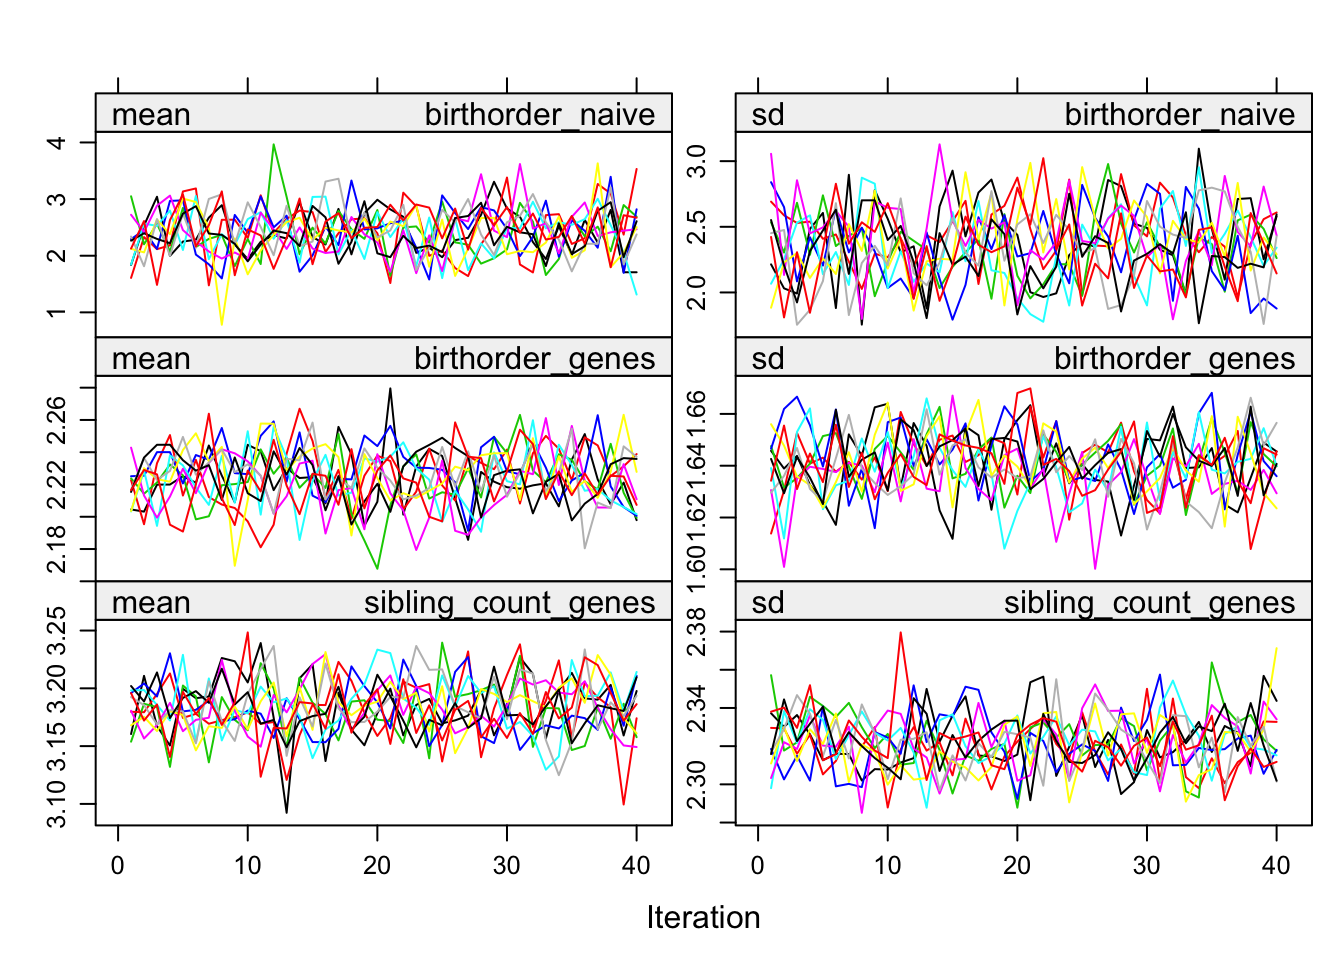 mean birthorder_naive
sd birthorder_naive
4
3
2
1
3.0
2.5
2.0
mean birthorder_genes
sd birthorder_genes
2.26
2.22
2.18
1.66
1.64
1.62
1.60
mean sibling_count_genes
sd sibling_count_genes
3.25
3.20
3.15
3.10
2.38
2.34
2.30
0 10 20 30 40
0 10 20 30 40
Iteration